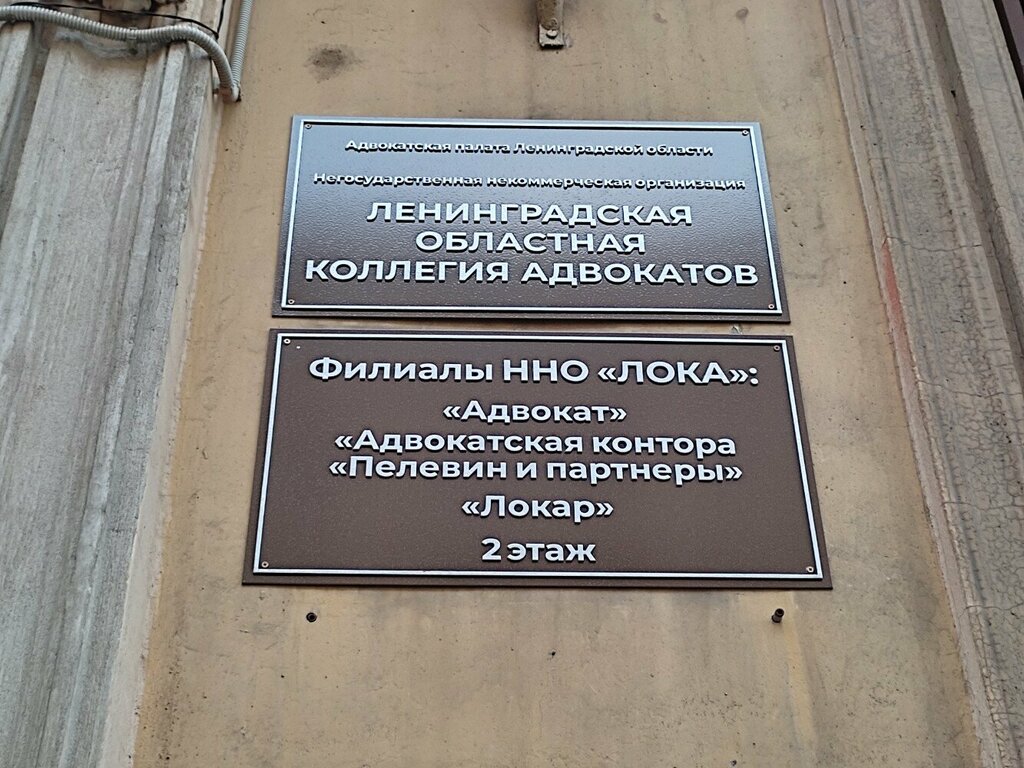 Адвокатская палата Ленинградской области
Негосударственная некоммерческая организация
ЛЕНИНГРАДСКАЯ
ОБЛАСТНАЯ
КОЛЛЕГИЯ АДВОКАТОВ
Филиалы ННО «ЛОКА»:
«Адвокат»
«Адвокатская контора
«Пелевин и партнеры»
«Локар»
2 этаж